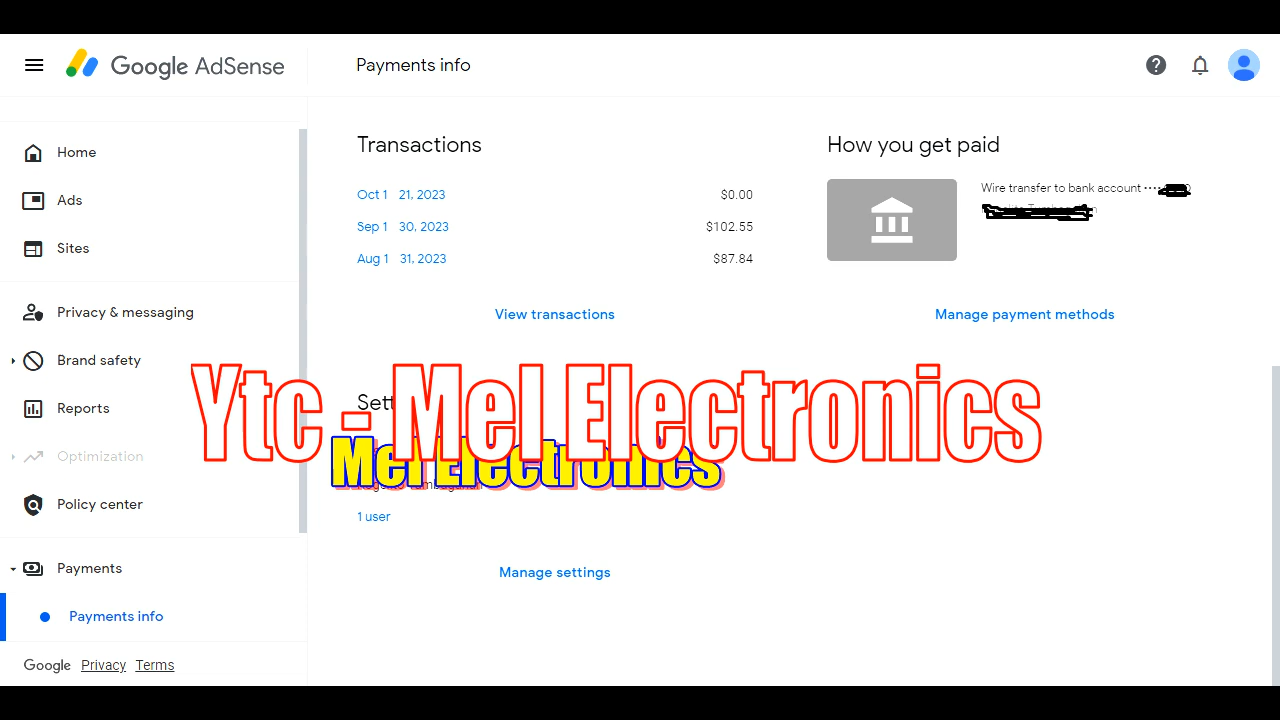 Google AdSense
Payments info
Home
Ads
Sites
Privacy & messaging
Brand safety
Reports
Optimization
Policy center
Payments
Payments info
Google Privacy Terms
Transactions
Oct 1 21, 2023 $0.00
Sep 1 30, 2023 $102.55
Aug 1 31, 2023 $87.84
View transactions
How you get paid
Wire transfer to bank account ····
Manage payment methods
Ytc - Mel Electronics
Mel Electronics
1 user
Manage settings